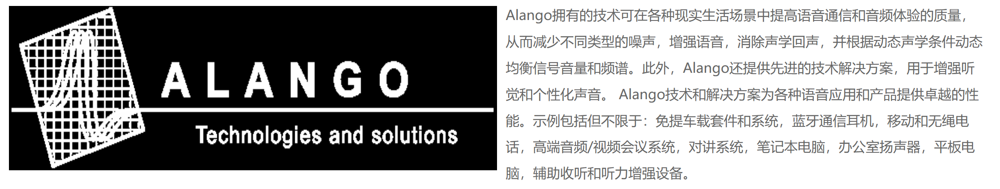 ALANGO
Technologies and solutions
Alango拥有的技术可在各种现实生活场景中提高语音通信和音频体验的质量，
从而减少不同类型的噪声，增强语音，消除声学回声，并根据动态声学条件动态
均衡信号音量和频谱。此外，Alango还提供先进的技术解决方案，用于增强听
觉和个性化声音。 Alango技术和解决方案为各种语音应用和产品提供卓越的性
能。示例包括但不限于：免提车载套件和系统，蓝牙通信耳机，移动和无绳电
话，高端音频/视频会议系统，对讲系统，笔记本电脑，办公室扬声器，平板电
脑，辅助收听和听力增强设备。